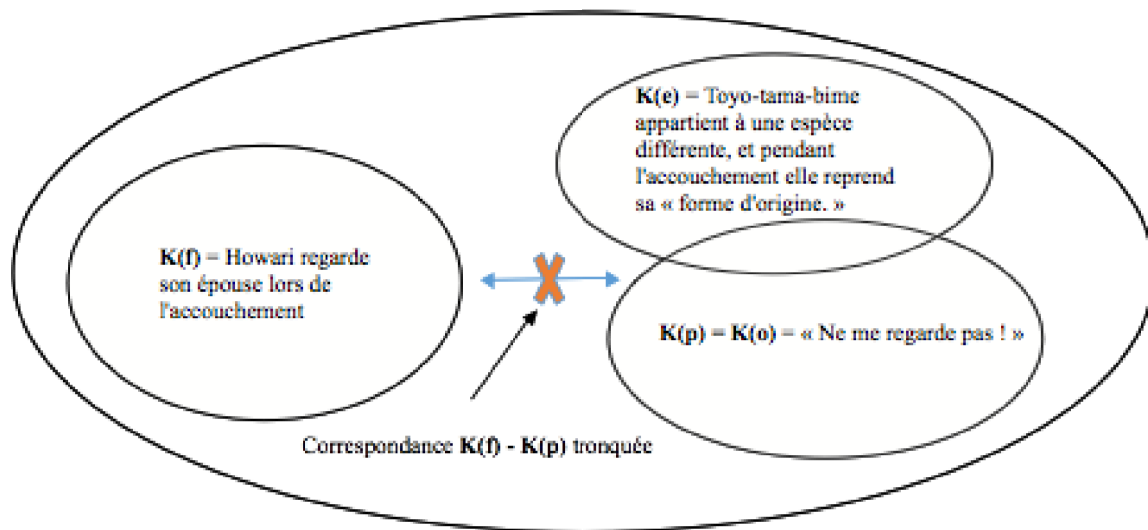 K(e) = Toyo-tama-bime
appartient à une espèce
différente, et pendant
l'accouchement elle reprend
sa « forme d'origine. »
K(f) = Howari regarde
son épouse lors de
l'accouchement
K(p) = K(o) = « Ne me regarde pas ! »
Correspondance K(f) - K(p) tronquée